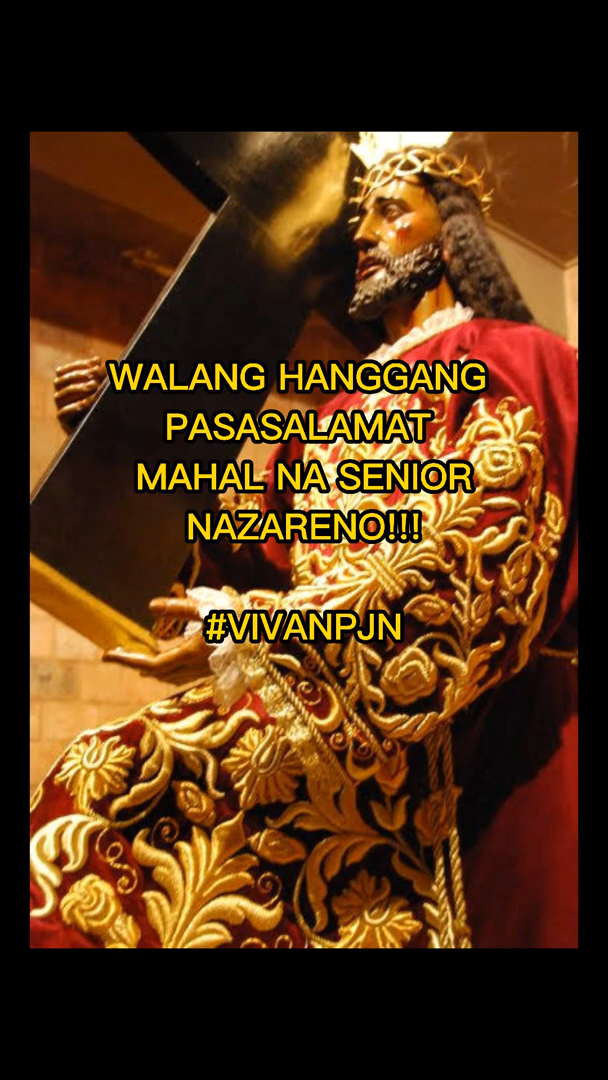 WALANG HANGGANG
PASASALAMAT
MAHAL NA SENIOR
NAZARENO!!!
#VIVANPJN